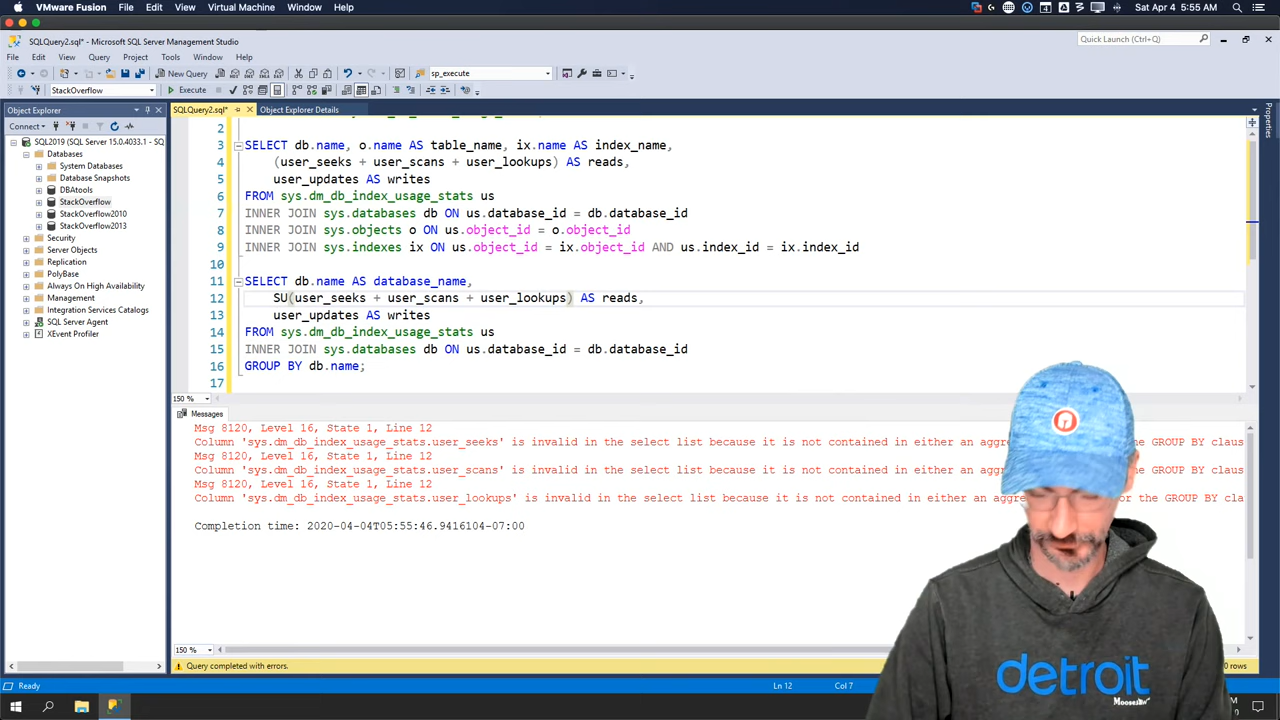 VMware Fusion File Edit View Virtual Machine Window Help Sat Apr 4 5:55 AM
SQLQuery2.sql* - Microsoft SQL Server Management Studio
Quick Launch (Ctrl+Q)
File Edit View Query Project Tools Window Help
New Query sp_execute
StackOverflow Execute
Object Explorer
SQLQuery2.sql* Object Explorer Details
Properties
Connect
SQL2019 (SQL Server 15.0.4033.1 - SQ
Databases
System Databases
Database Snapshots
DBAtools
StackOverflow
StackOverflow2010
StackOverflow2013
Security
Server Objects
Replication
PolyBase
Always On High Availability
Management
Integration Services Catalogs
SQL Server Agent
XEvent Profiler
2
3 SELECT db.name, o.name AS table_name, ix.name AS index_name,
4 (user_seeks + user_scans + user_lookups) AS reads,
5 user_updates AS writes
6 FROM sys.dm_db_index_usage_stats us
7 INNER JOIN sys.databases db ON us.database_id = db.database_id
8 INNER JOIN sys.objects o ON us.object_id = o.object_id
9 INNER JOIN sys.indexes ix ON us.object_id = ix.object_id AND us.index_id = ix.index_id
10
11 SELECT db.name AS database_name,
12 SU(user_seeks + user_scans + user_lookups) AS reads,
13 user_updates AS writes
14 FROM sys.dm_db_index_usage_stats us
15 INNER JOIN sys.databases db ON us.database_id = db.database_id
16 GROUP BY db.name;
17
150 %
Messages
Msg 8120, Level 16, State 1, Line 12
Column 'sys.dm_db_index_usage_stats.user_seeks' is invalid in the select list because it is not contained in either an the GROUP BY claus
Msg 8120, Level 16, State 1, Line 12
Column 'sys.dm_db_index_usage_stats.user_scans' is invalid in the select list because it is not contained in either an the GROUP BY claus
Msg 8120, Level 16, State 1, Line 12
Column 'sys.dm_db_index_usage_stats.user_lookups' is invalid in the select list because it is not contained in either an the GROUP BY cla
Completion time: 2020-04-04T05:55:46.9416104-07:00
150 %
Query completed with errors. 0 rows
Ready Ln 12 Col 7
detroit
Moosejaw